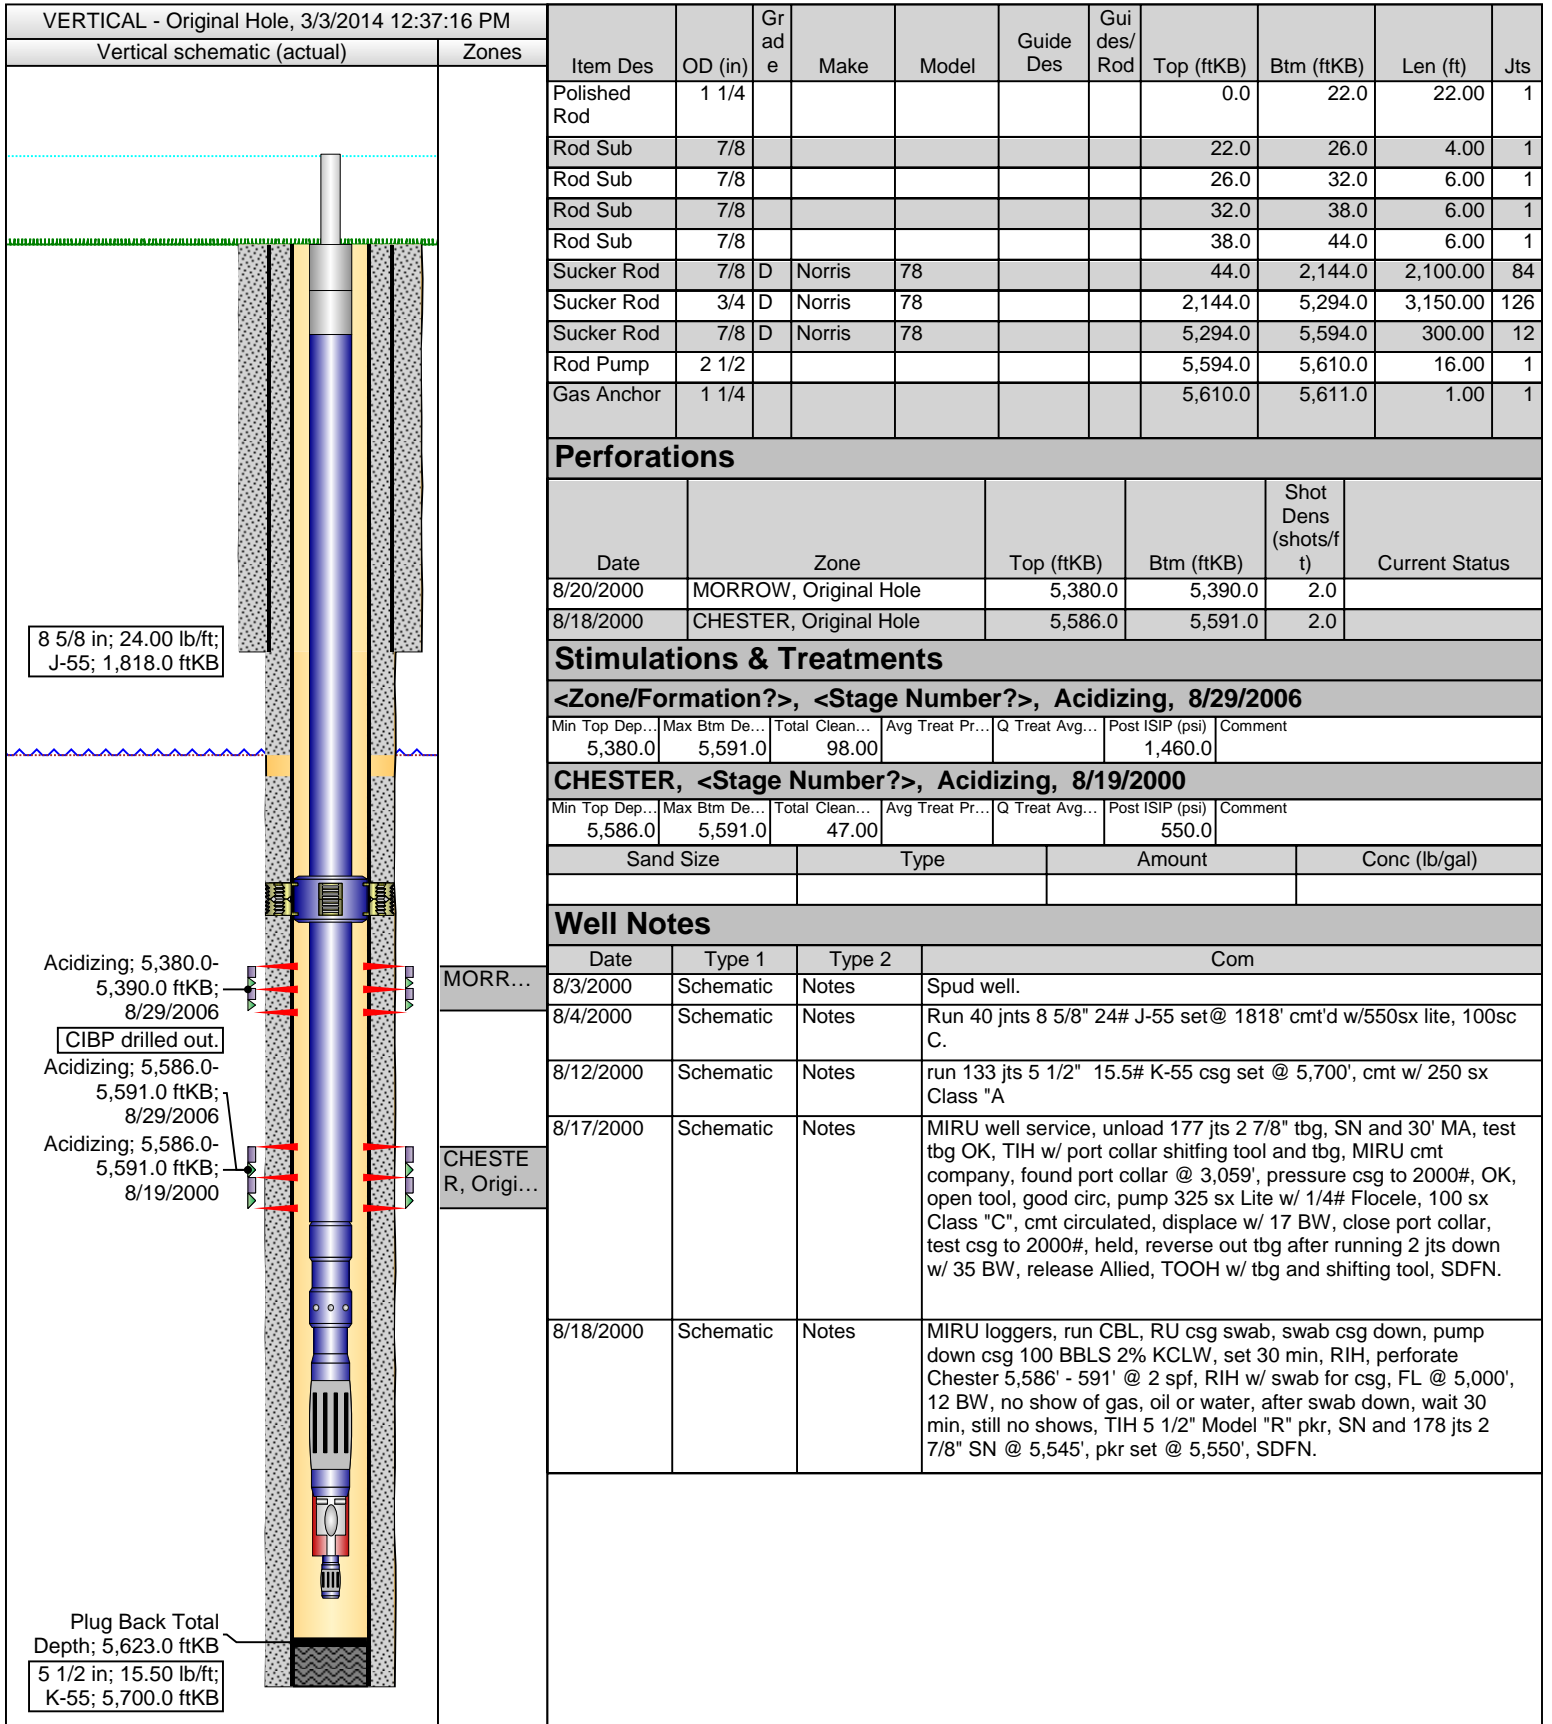 VERTICAL - Original Hole, 3/3/2014 12:37:16 PM
Vertical schematic (actual) Zones
8 5/8 in; 24.00 lb/ft;
J-55; 1,818.0 ftKB
Acidizing; 5,380.0-
5,390.0 ftKB;
8/29/2006
CIBP drilled out.
Acidizing; 5,586.0-
5,591.0 ftKB;
8/29/2006
Acidizing; 5,586.0-
5,591.0 ftKB;
8/19/2000
Plug Back Total
Depth; 5,623.0 ftKB
5 1/2 in; 15.50 lb/ft;
K-55; 5,700.0 ftKB
MORR...
CHESTE
R, Origi...
Item Des OD (in) Gr ad e Make Model Guide Des Gui des/ Rod Top (ftKB) Btm (ftKB) Len (ft) Jts
Polished Rod 1 1/4 0.0 22.0 22.00 1
Rod Sub 7/8 22.0 26.0 4.00 1
Rod Sub 7/8 26.0 32.0 6.00 1
Rod Sub 7/8 32.0 38.0 6.00 1
Rod Sub 7/8 38.0 44.0 6.00 1
Sucker Rod 7/8 D Norris 78 44.0 2,144.0 2,100.00 84
Sucker Rod 3/4 D Norris 78 2,144.0 5,294.0 3,150.00 126
Sucker Rod 7/8 D Norris 78 5,294.0 5,594.0 300.00 12
Rod Pump 2 1/2 5,594.0 5,610.0 16.00 1
Gas Anchor 1 1/4 5,610.0 5,611.0 1.00 1
Perforations
Date Zone Top (ftKB) Btm (ftKB) Shot Dens (shots/f t) Current Status
8/20/2000 MORROW, Original Hole 5,380.0 5,390.0 2.0
8/18/2000 CHESTER, Original Hole 5,586.0 5,591.0 2.0
Stimulations & Treatments
<Zone/Formation?>, <Stage Number?>, Acidizing, 8/29/2006
Min Top Dep... Max Btm De... Total Clean... Avg Treat Pr... Q Treat Avg... Post ISIP (psi) Comment
5,380.0 5,591.0 98.00 1,460.0
CHESTER, <Stage Number?>, Acidizing, 8/19/2000
Min Top Dep... Max Btm De... Total Clean... Avg Treat Pr... Q Treat Avg... Post ISIP (psi) Comment
5,586.0 5,591.0 47.00 550.0
Sand Size Type Amount Conc (lb/gal)
Well Notes
Date Type 1 Type 2 Com
8/3/2000 Schematic Notes Spud well.
8/4/2000 Schematic Notes Run 40 jnts 8 5/8" 24# J-55 set@ 1818' cmt'd w/550sx lite, 100sc
C.
8/12/2000 Schematic Notes run 133 jts 5 1/2" 15.5# K-55 csg set @ 5,700', cmt w/ 250 sx
Class "A
8/17/2000 Schematic Notes MIRU well service, unload 177 jts 2 7/8" tbg, SN and 30' MA, test
tbg OK, TIH w/ port collar shitfing tool and tbg, MIRU cmt
company, found port collar @ 3,059', pressure csg to 2000#, OK,
open tool, good circ, pump 325 sx Lite w/ 1/4# Flocele, 100 sx
Class "C", cmt circulated, displace w/ 17 BW, close port collar,
test csg to 2000#, held, reverse out tbg after running 2 jts down
w/ 35 BW, release Allied, TOOH w/ tbg and shifting tool, SDFN.
8/18/2000 Schematic Notes MIRU loggers, run CBL, RU csg swab, swab csg down, pump
down csg 100 BBLS 2% KCLW, set 30 min, RIH, perforate
Chester 5,586' - 591' @ 2 spf, RIH w/ swab for csg, FL @ 5,000',
12 BW, no show of gas, oil or water, after swab down, wait 30
min, still no shows, TIH 5 1/2" Model "R" pkr, SN and 178 jts 2
7/8" SN @ 5,545', pkr set @ 5,550', SDFN.